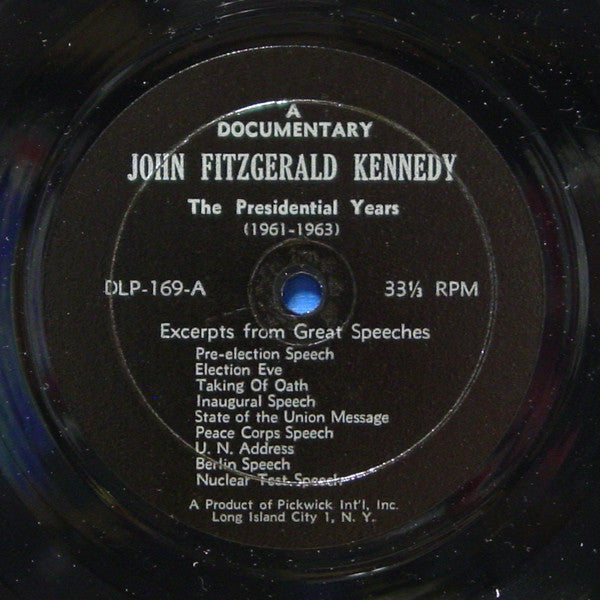 A
DOCUMENTARY
JOHN FITZGERALD KENNEDY
The Presidential Years
(1961-1963)
DLP-169-A 33⅓ RPM
Excerpts from Great Speeches
Pre-election Speech
Election Eve
Taking Of Oath
Inaugural Speech
State of the Union Message
Peace Corps Speech
U. N. Address
Berlin Speech
Nuclear Test Speech
A Product of Pickwick Int'l, Inc.
Long Island City 1, N. Y.